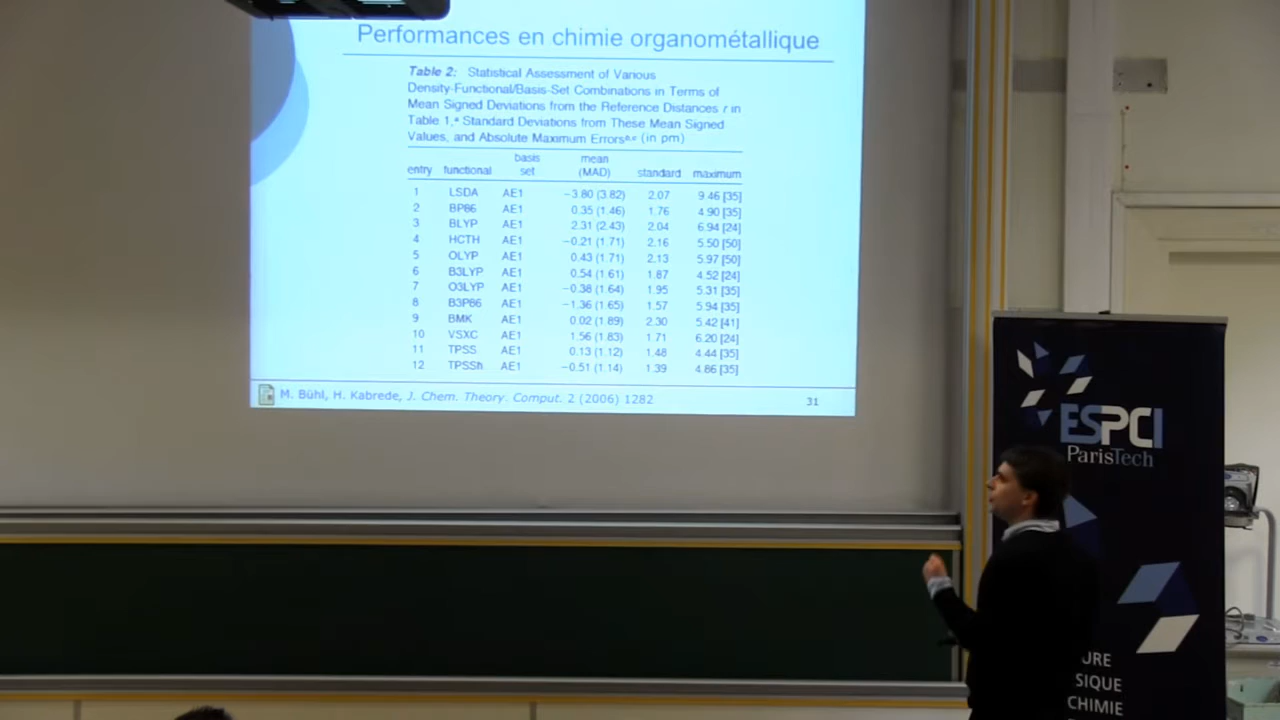 Performances en chimie organométallique
Table 2: Statistical Assessment of Various
Density-Functional/Basis-Set Combinations in Terms of
Mean Signed Deviations from the Reference Distances r in
Table 1,a Standard Deviations from These Mean Signed
Values, and Absolute Maximum Errors (in pm)
entry functional basis set mean (MAD) standard maximum
1 LSDA AE1 −3.80 (3.82) 2.07 9.46 [35]
2 BP86 AE1 0.35 (1.46) 1.76 4.90 [35]
3 BLYP AE1 2.31 (2.43) 2.04 6.94 [24]
4 HCTH AE1 −0.21 (1.71) 2.16 5.50 [50]
5 OLYP AE1 0.43 (1.71) 2.13 5.97 [50]
6 B3LYP AE1 0.54 (1.61) 1.87 4.52 [24]
7 O3LYP AE1 −0.38 (1.64) 1.95 5.31 [35]
8 B3P86 AE1 −1.36 (1.65) 1.57 5.94 [35]
9 BMK AE1 0.02 (1.89) 2.30 5.42 [41]
10 VSXC AE1 1.56 (1.83) 1.71 6.20 [24]
11 TPSS AE1 0.13 (1.12) 1.48 4.44 [35]
12 TPSSh AE1 −0.51 (1.14) 1.39 4.86 [35]
M. Bühl, H. Kabrede, J. Chem. Theory. Comput. 2 (2006) 1282
31
ESPCI
ParisTech
URE
SIQUE
CHIMIE